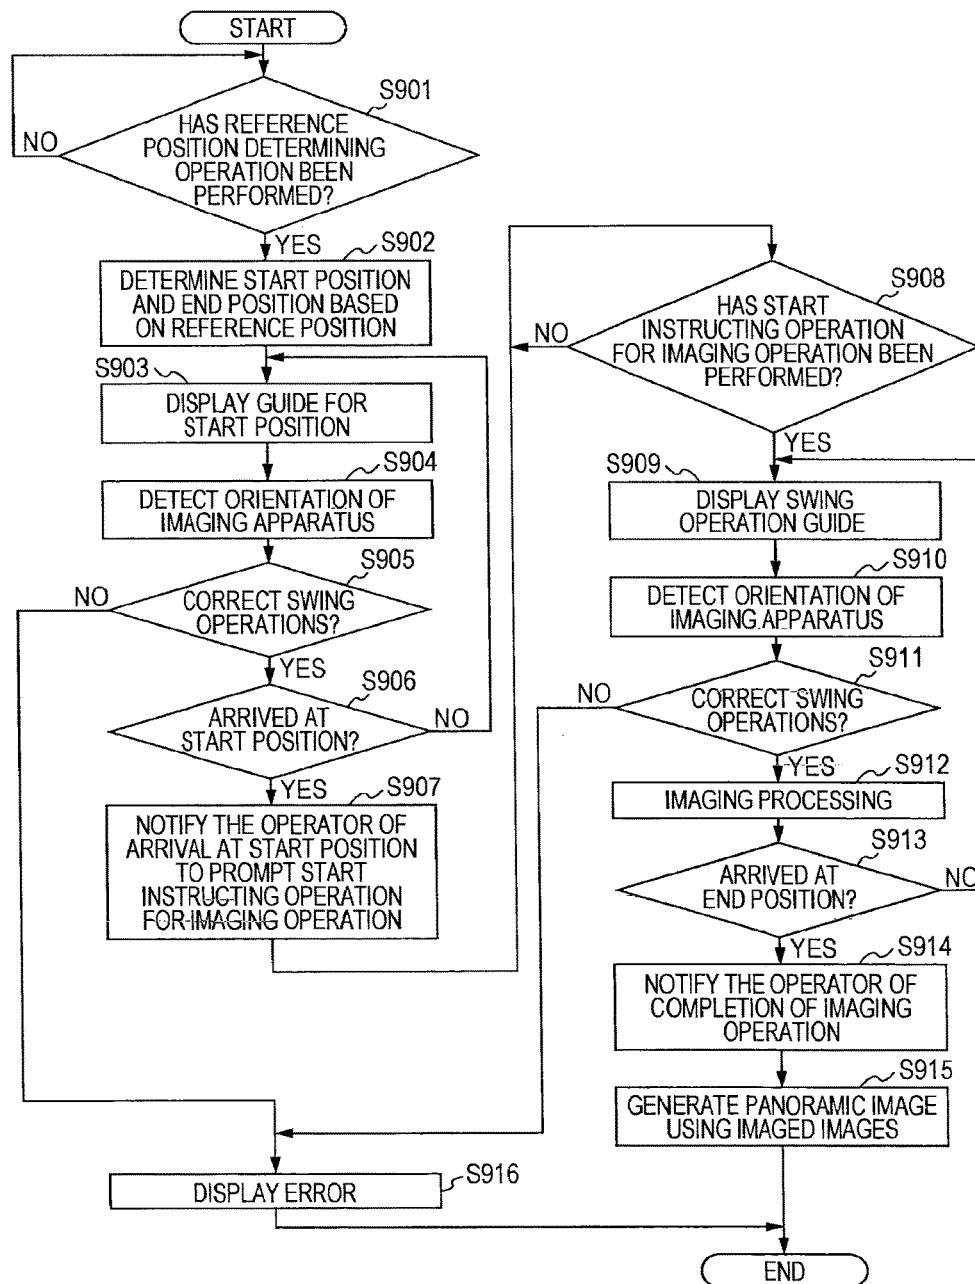 START
S901
HAS REFERENCE
POSITION DETERMINING
OPERATION BEEN
PERFORMED?
NO
YES
S902
DETERMINE START POSITION
AND END POSITION BASED
ON REFERENCE POSITION
S903
DISPLAY GUIDE FOR
START POSITION
S904
DETECT ORIENTATION OF
IMAGING APPARATUS
S905
NO
CORRECT SWING
OPERATIONS?
YES
S906
ARRIVED AT
START POSITION?
NO
YES
S907
NOTIFY THE OPERATOR OF
ARRIVAL AT START POSITION
TO PROMPT START
INSTRUCTING OPERATION
FOR IMAGING OPERATION
S908
HAS START
INSTRUCTING OPERATION
FOR IMAGING OPERATION BEEN
PERFORMED?
NO
YES
S909
DISPLAY SWING
OPERATION GUIDE
S910
DETECT ORIENTATION OF
IMAGING APPARATUS
S911
NO
CORRECT SWING
OPERATIONS?
YES
S912
IMAGING PROCESSING
S913
ARRIVED AT
END POSITION?
NO
YES
S914
NOTIFY THE OPERATOR OF
COMPLETION OF IMAGING
OPERATION
S915
GENERATE PANORAMIC IMAGE
USING IMAGED IMAGES
DISPLAY ERROR
S916
END